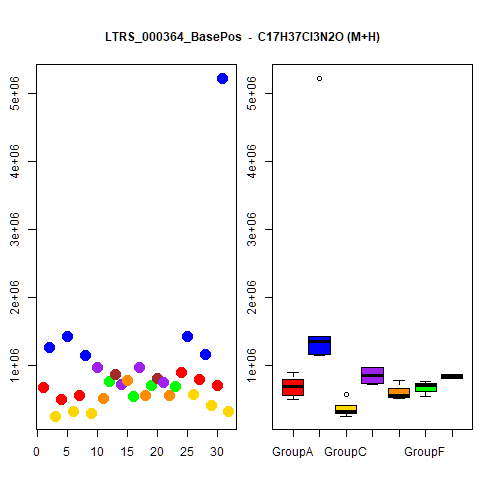 LTRS_000364_BasePos - C17H37Cl3N2O (M+H)
5e+06
4e+06
3e+06
2e+06
1e+06
0 5 10 15 20 25 30
5e+06
4e+06
3e+06
2e+06
1e+06
GroupA GroupC GroupF